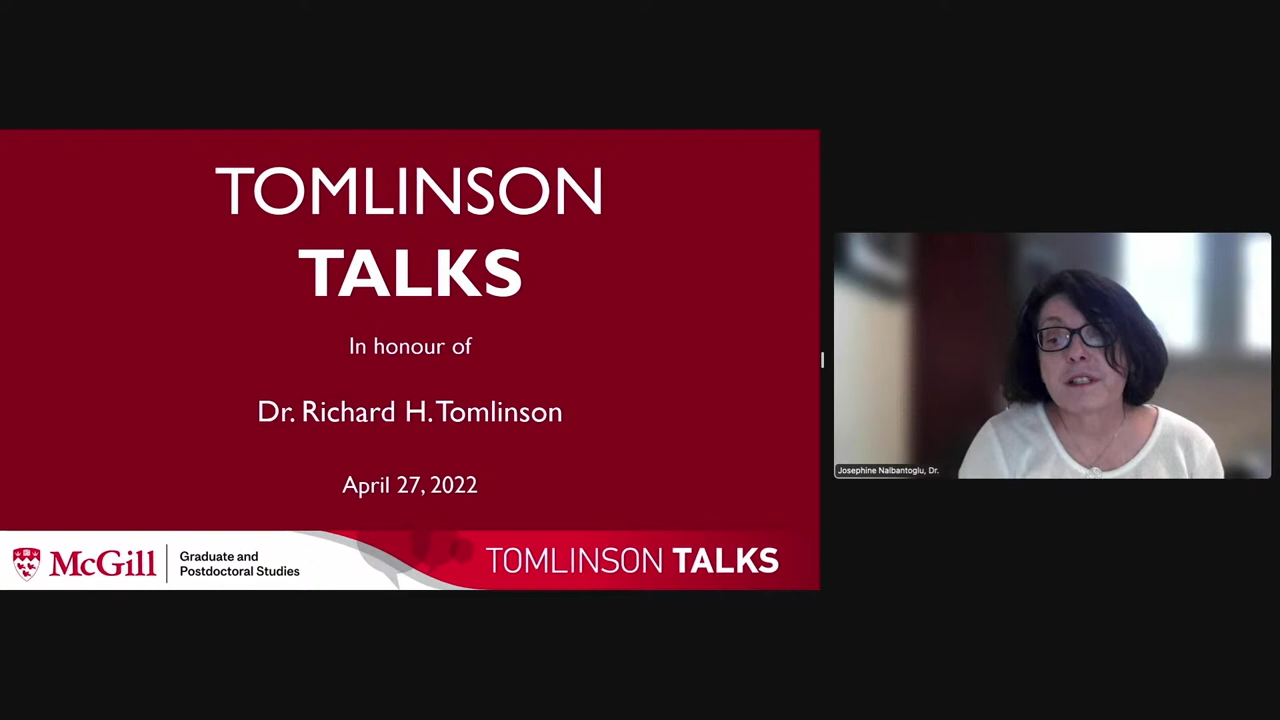 TOMLINSON
TALKS
In honour of
Dr. Richard H. Tomlinson
April 27, 2022
McGill
Graduate and
Postdoctoral Studies
TOMLINSON TALKS
Josephine Nalbantoglu, Dr.